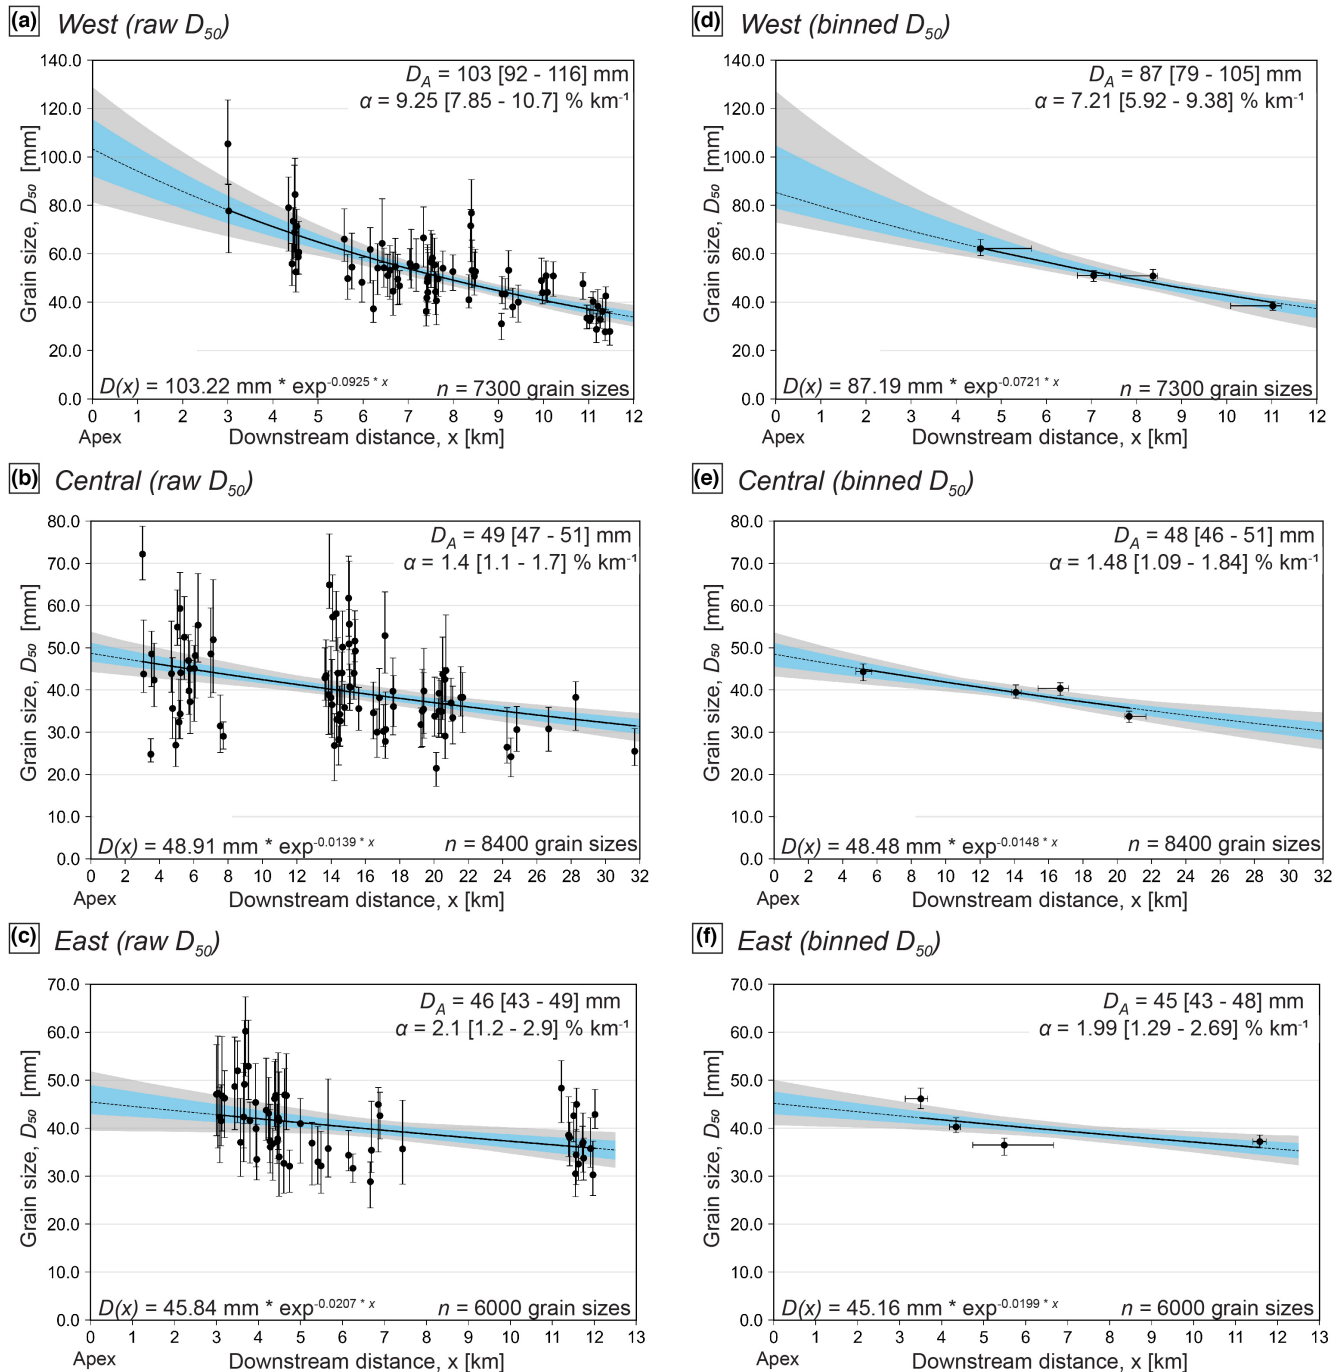 (a) West (raw D50)
140.0
120.0
100.0
80.0
60.0
40.0
20.0
0.0
Grain size, D50 [mm]
DA = 103 [92 - 116] mm
α = 9.25 [7.85 - 10.7] % km-1
D(x) = 103.22 mm * exp-0.0925 * x
n = 7300 grain sizes
0 1 2 3 4 5 6 7 8 9 10 11 12
Apex
Downstream distance, x [km]
(d) West (binned D50)
140.0
120.0
100.0
80.0
60.0
40.0
20.0
0.0
Grain size, D50 [mm]
DA = 87 [79 - 105] mm
α = 7.21 [5.92 - 9.38] % km-1
D(x) = 87.19 mm * exp-0.0721 * x
n = 7300 grain sizes
0 1 2 3 4 5 6 7 8 9 10 11 12
Apex
Downstream distance, x [km]
(b) Central (raw D50)
80.0
70.0
60.0
50.0
40.0
30.0
20.0
10.0
0.0
Grain size, D50 [mm]
DA = 49 [47 - 51] mm
α = 1.4 [1.1 - 1.7] % km-1
D(x) = 48.91 mm * exp-0.0139 * x
n = 8400 grain sizes
0 2 4 6 8 10 12 14 16 18 20 22 24 26 28 30 32
Apex
Downstream distance, x [km]
(e) Central (binned D50)
80.0
70.0
60.0
50.0
40.0
30.0
20.0
10.0
0.0
Grain size, D50 [mm]
DA = 48 [46 - 51] mm
α = 1.48 [1.09 - 1.84] % km-1
D(x) = 48.48 mm * exp-0.0148 * x
n = 8400 grain sizes
0 2 4 6 8 10 12 14 16 18 20 22 24 26 28 30 32
Apex
Downstream distance, x [km]
(c) East (raw D50)
70.0
60.0
50.0
40.0
30.0
20.0
10.0
0.0
Grain size, D50 [mm]
DA = 46 [43 - 49] mm
α = 2.1 [1.2 - 2.9] % km-1
D(x) = 45.84 mm * exp-0.0207 * x
n = 6000 grain sizes
0 1 2 3 4 5 6 7 8 9 10 11 12 13
Apex
Downstream distance, x [km]
(f) East (binned D50)
70.0
60.0
50.0
40.0
30.0
20.0
10.0
0.0
Grain size, D50 [mm]
DA = 45 [43 - 48] mm
α = 1.99 [1.29 - 2.69] % km-1
D(x) = 45.16 mm * exp-0.0199 * x
n = 6000 grain sizes
0 1 2 3 4 5 6 7 8 9 10 11 12 13
Apex
Downstream distance, x [km]